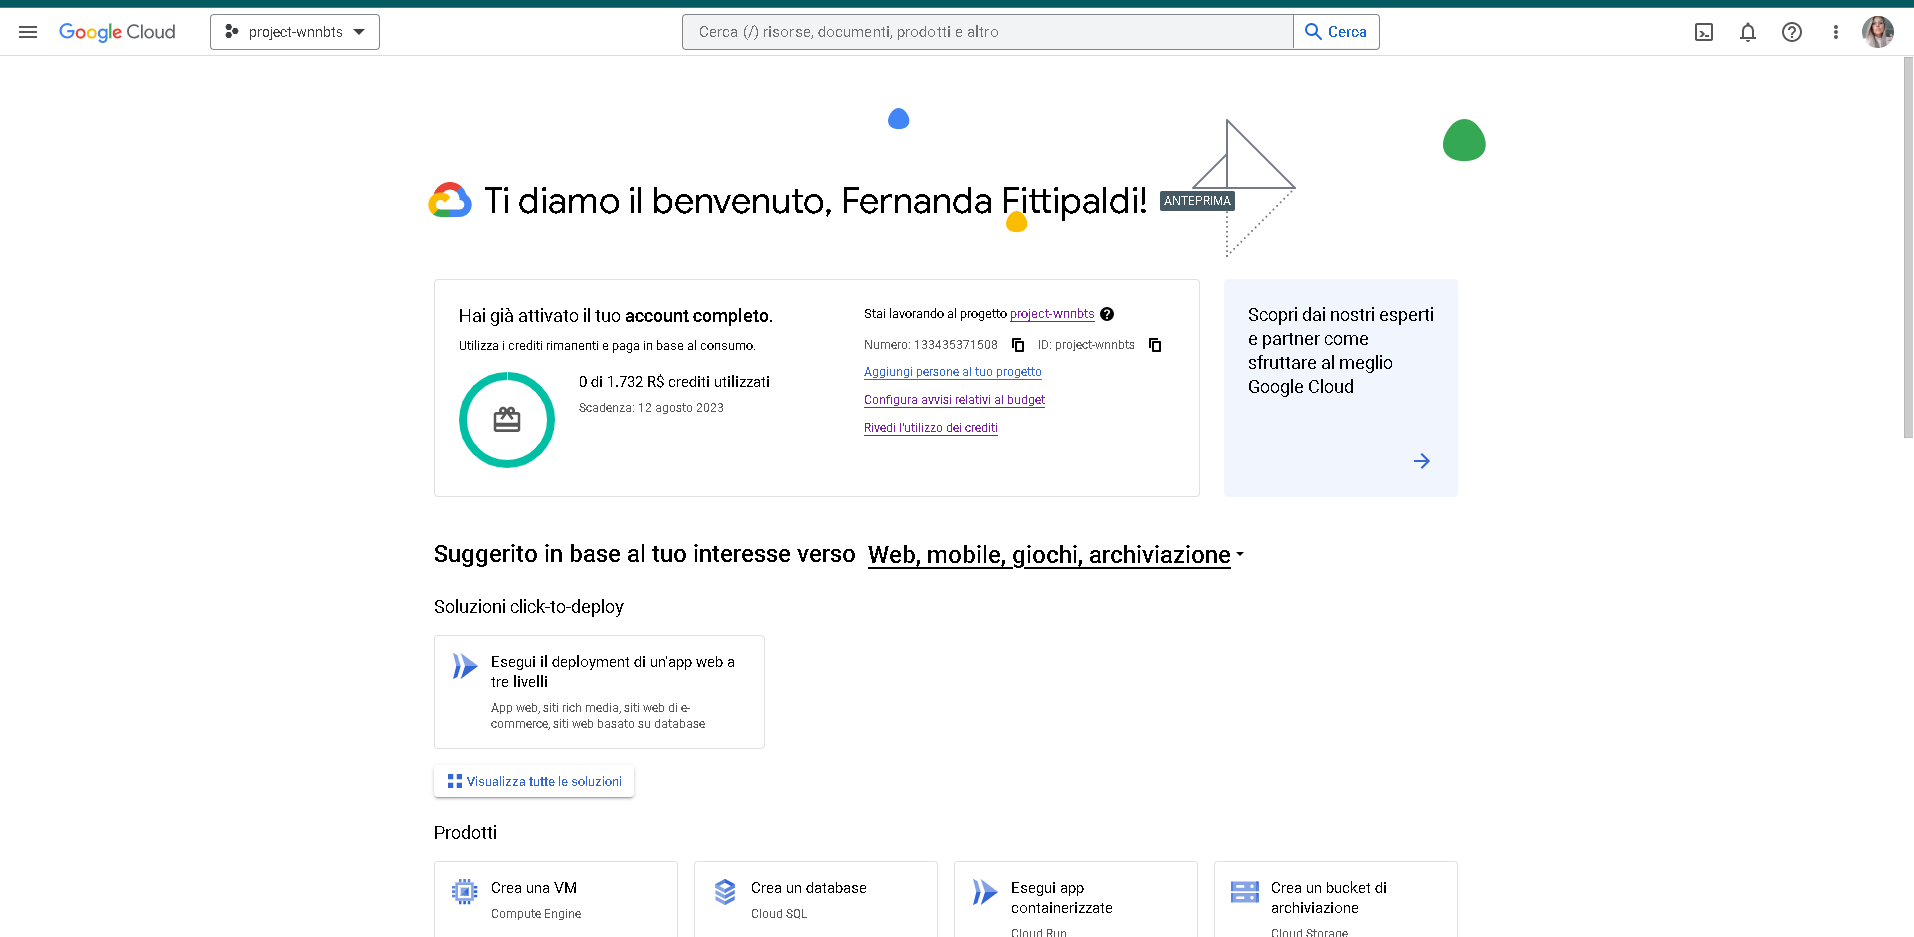 Google Cloud
project-wnnbts
Cerca (/) risorse, documenti, prodotti e altro
Cerca
Ti diamo il benvenuto, Fernanda Fittipaldi!
ANTEPRIMA
Hai già attivato il tuo account completo.
Utilizza i crediti rimanenti e paga in base al consumo.
0 di 1.732 R$ crediti utilizzati
Scadenza: 12 agosto 2023
Stai lavorando al progetto project-wnnbts
Numero: 133435371508 ID: project-wnnbts
Aggiungi persone al tuo progetto
Configura avvisi relativi al budget
Rivedi l'utilizzo dei crediti
Scopri dai nostri esperti
e partner come
sfruttare al meglio
Google Cloud
Suggerito in base al tuo interesse verso Web, mobile, giochi, archiviazione
Soluzioni click-to-deploy
Esegui il deployment di un'app web a
tre livelli
App web, siti rich media, siti web di e-
commerce, siti web basato su database
Visualizza tutte le soluzioni
Prodotti
Crea una VM
Compute Engine
Crea un database
Cloud SQL
Esegui app
containerizzate
Cloud Run
Crea un bucket di
archiviazione
Cloud Storage